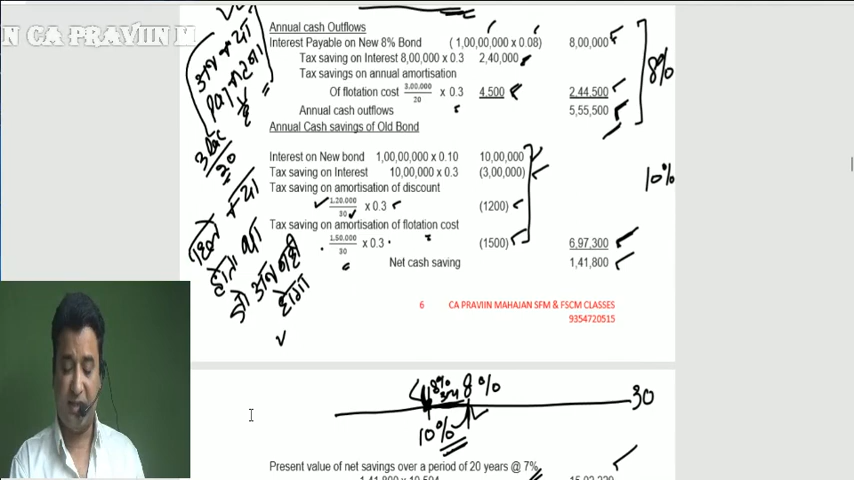 N CA PRAVIIN M
Annual cash Outflows
Interest Payable on New 8% Bond (1,00,00,000 x 0.08) 8,00,000
Tax saving on Interest 8,00,000 x 0.3 2,40,000
Tax savings on annual amortisation
Of flotation cost 3,00,000/20 x 0.3 4,500 2,44,500
Annual cash outflows 5,55,500
8%
Annual Cash savings of Old Bond
Interest on New bond 1,00,00,000 x 0.10 10,00,000
Tax saving on Interest 10,00,000 x 0.3 (3,00,000)
Tax saving on amortisation of discount
1,20,000/30 x 0.3 (1200)
Tax saving on amortisation of flotation cost
1,50,000/30 x 0.3 (1500) 6,97,300
Net cash saving 1,41,800
10%
6 CA PRAVIIN MAHAJAN SFM & FSCM CLASSES
9354720515
8% 8% 30
10%
Present value of net savings over a period of 20 years @ 7%